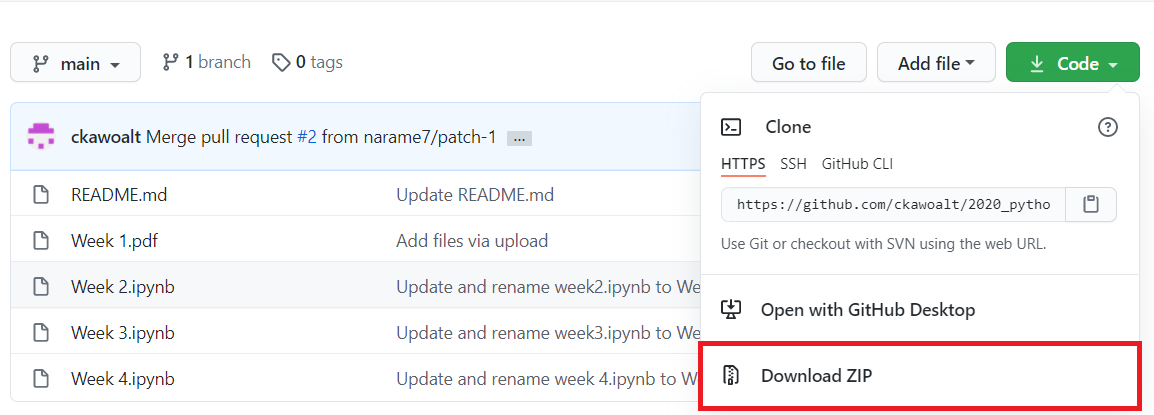 main 1 branch 0 tags Go to file Add file Code
ckawoalt Merge pull request #2 from narame7/patch-1 ...
README.md Update README.md
Week 1.pdf Add files via upload
Week 2.ipynb Update and rename week2.ipynb to We
Week 3.ipynb Update and rename week3.ipynb to We
Week 4.ipynb Update and rename week 4.ipynb to We
Clone
HTTPS SSH GitHub CLI
https://github.com/ckawoalt/2020_pytho
Use Git or checkout with SVN using the web URL.
Open with GitHub Desktop
Download ZIP